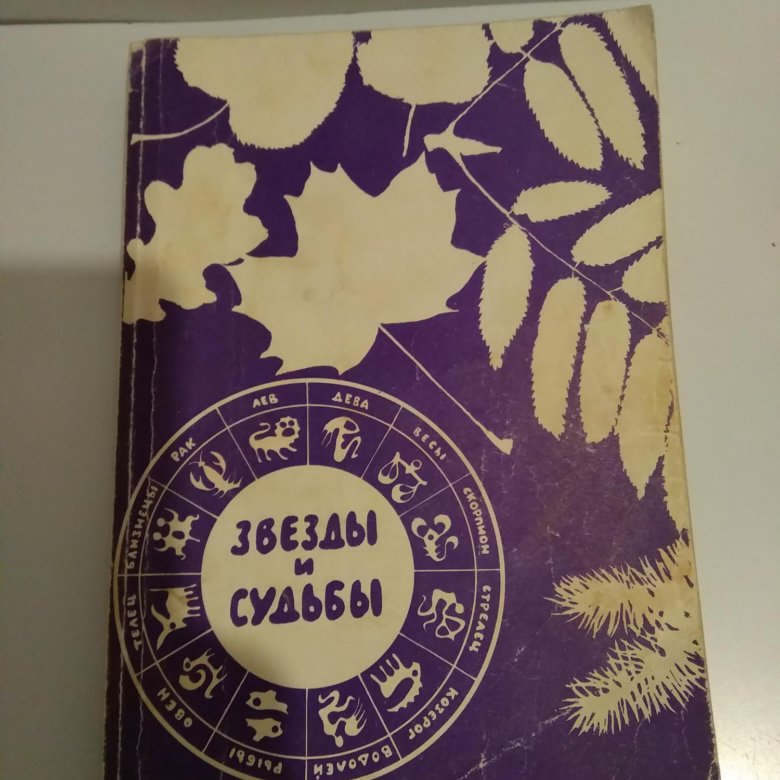 ЗВЕЗДЫ
и
СУДЬБЫ
ОВЕН
ТЕЛЕЦ
БЛИЗНЕЦЫ
РАК
ЛЕВ
ДЕВА
ВЕСЫ
СКОРПИОН
СТРЕЛЕЦ
КОЗЕРОГ
ВОДОЛЕЙ
РЫБЫ